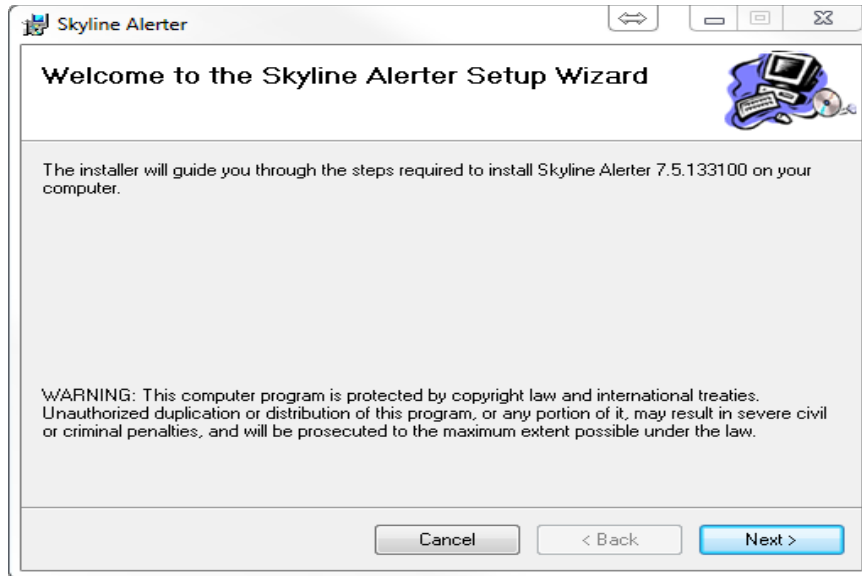 Skyline Alerter
Welcome to the Skyline Alerter Setup Wizard
The installer will guide you through the steps required to install Skyline Alerter 7.5.133100 on your
computer.
WARNING: This computer program is protected by copyright law and international treaties.
Unauthorized duplication or distribution of this program, or any portion of it, may result in severe civil
or criminal penalties, and will be prosecuted to the maximum extent possible under the law.
Cancel
< Back
Next >